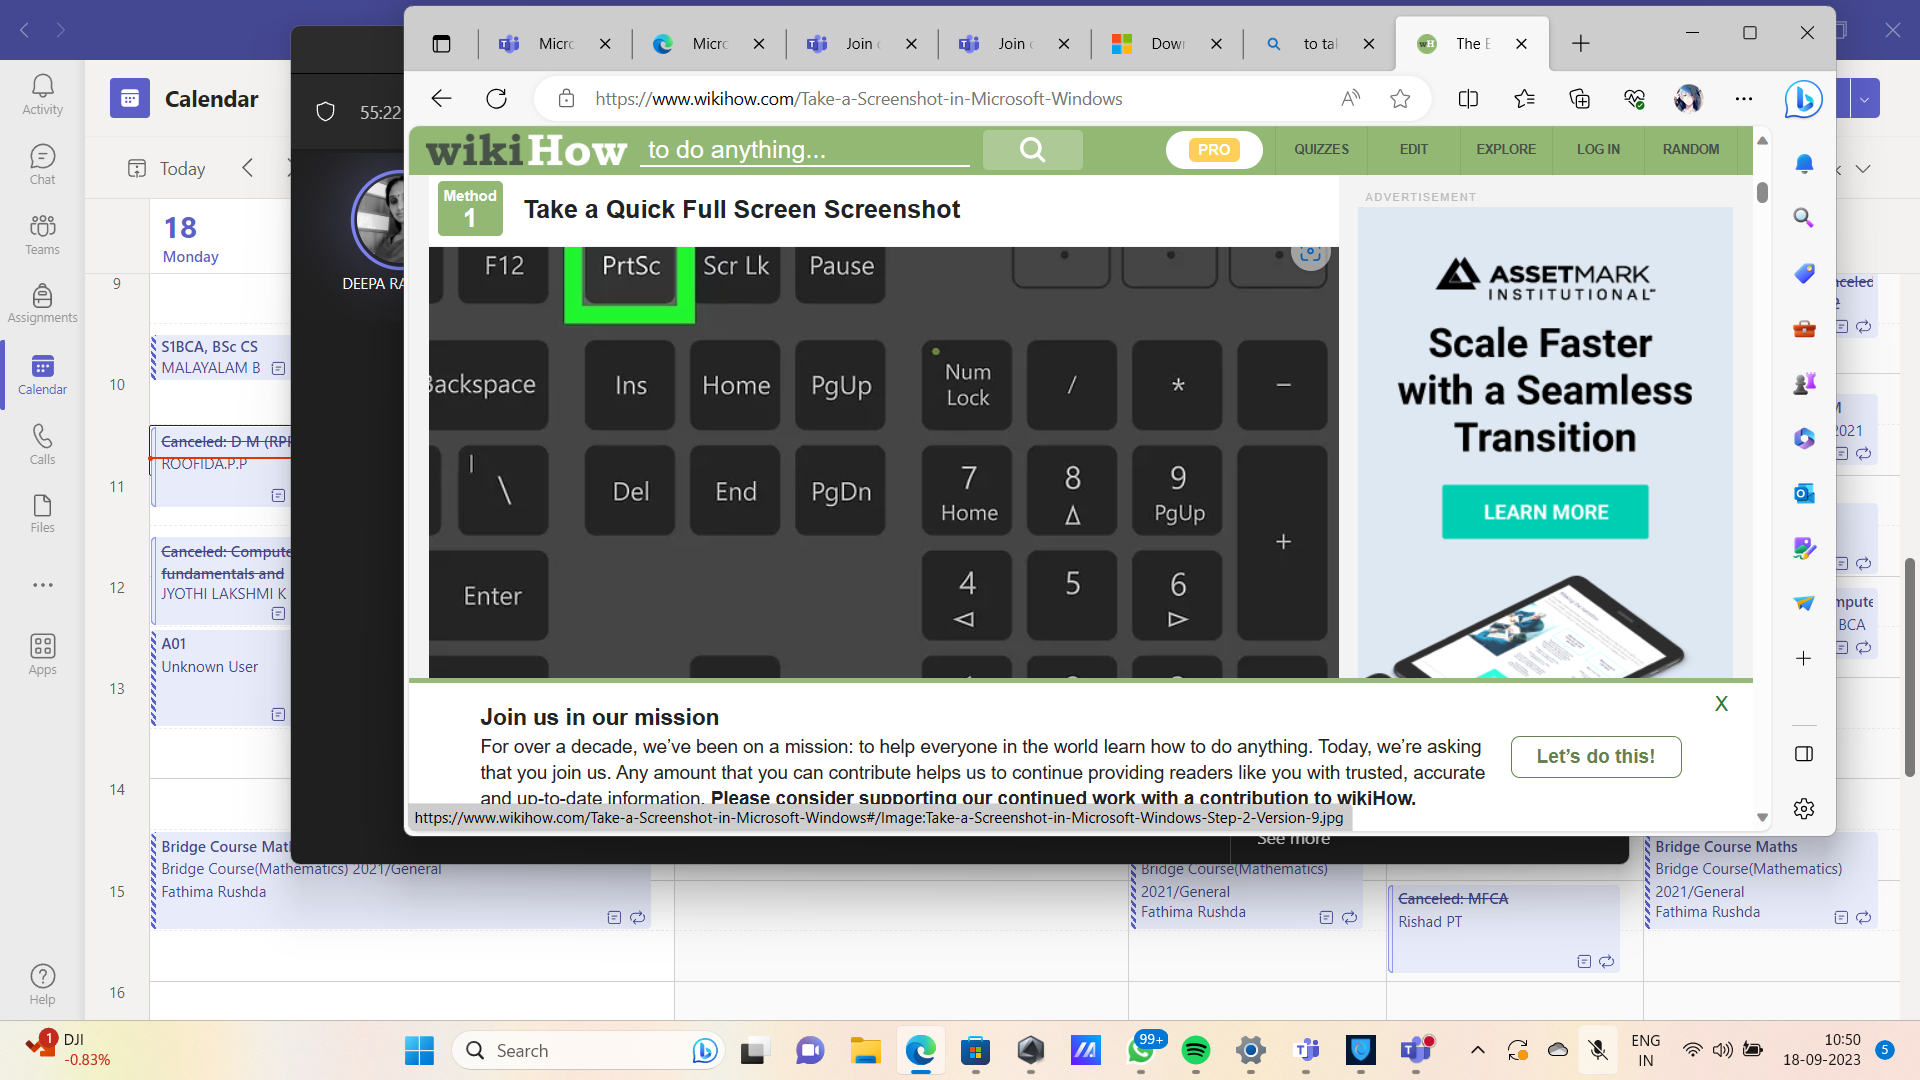 Micro
Micro
Join
Join
Dow
to ta
wH
The
https://www.wikihow.com/Take-a-Screenshot-in-Microsoft-Windows
wikiHow
to do anything...
PRO
QUIZZES
EDIT
EXPLORE
LOG IN
RANDOM
Method
1
Take a Quick Full Screen Screenshot
F12
PrtSc
Scr Lk
Pause
Backspace
Ins
Home
PgUp
Num
Lock
/
*
−
\
Del
End
PgDn
7
Home
8
9
PgUp
+
Enter
4
5
6
ADVERTISEMENT
ASSETMARK
INSTITUTIONAL
Scale Faster
with a Seamless
Transition
LEARN MORE
Join us in our mission
X
For over a decade, we've been on a mission: to help everyone in the world learn how to do anything. Today, we're asking
that you join us. Any amount that you can contribute helps us to continue providing readers like you with trusted, accurate
and up-to-date information. Please consider supporting our continued work with a contribution to wikiHow.
Let's do this!
https://www.wikihow.com/Take-a-Screenshot-in-Microsoft-Windows#/Image:Take-a-Screenshot-in-Microsoft-Windows-Step-2-Version-9.jpg
See more
55:22
DEEPA RA
Activity
Chat
Teams
Assignments
Calendar
Calls
Files
Apps
Help
Calendar
Today
18
Monday
9
10
11
12
13
14
15
16
S1BCA, BSc CS
MALAYALAM B
Canceled: D M (RPP
ROOFIDA.P.P
Canceled: Compute
fundamentals and
JYOTHI LAKSHMI K
A01
Unknown User
Bridge Course Mat
Bridge Course(Mathematics) 2021/General
Fathima Rushda
Bridge Course(Mathematics)
2021/General
Fathima Rushda
Canceled: MFCA
Rishad PT
Bridge Course Maths
Bridge Course(Mathematics)
2021/General
Fathima Rushda
nceled
2021
mpute
BCA
1
DJI
-0.83%
Search
99+
ENG
IN
10:50
18-09-2023
5